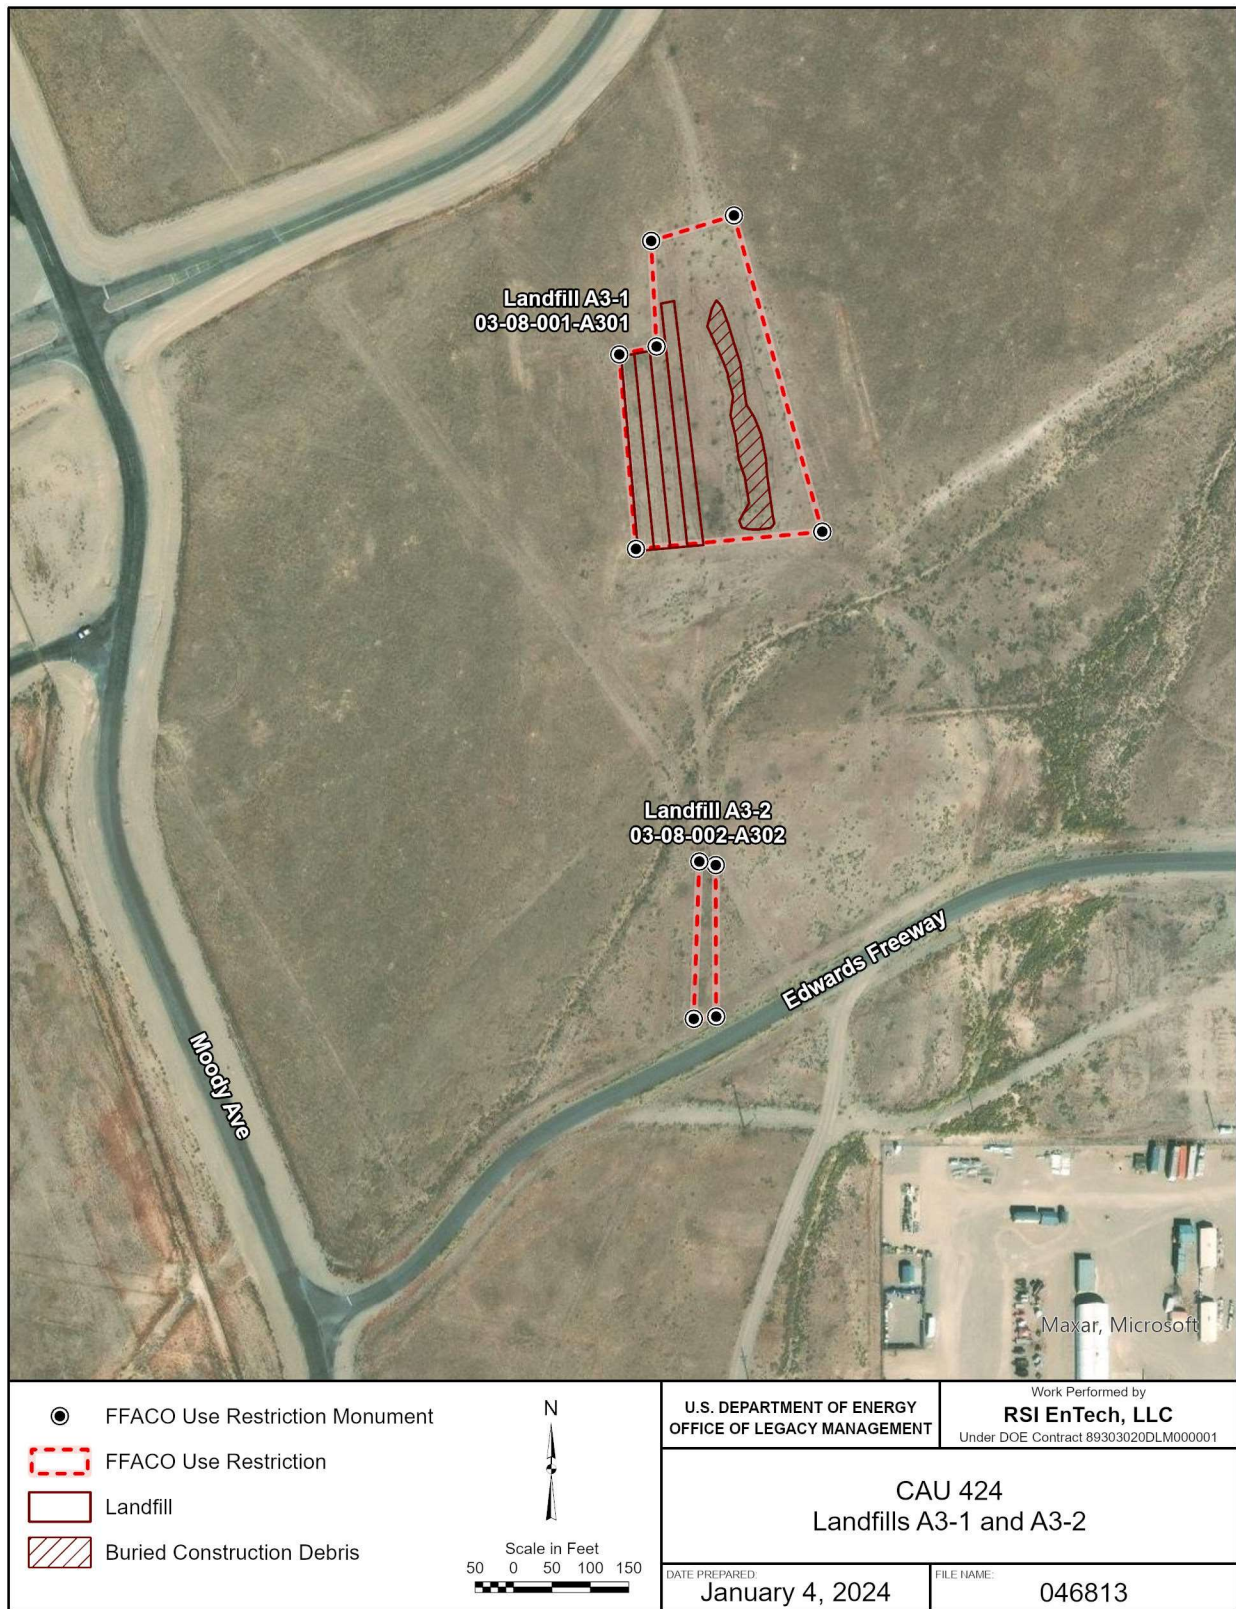 Landfill A3-1
03-08-001-A301
Landfill A3-2
03-08-002-A302
Edwards Freeway
Moody Ave
Maxar, Microsoft
FFACO Use Restriction Monument
FFACO Use Restriction
Landfill
Buried Construction Debris
N
Scale in Feet
50 0 50 100 150
U.S. DEPARTMENT OF ENERGY
OFFICE OF LEGACY MANAGEMENT
Work Performed by
RSI EnTech, LLC
Under DOE Contract 89303020DLM000001
CAU 424
Landfills A3-1 and A3-2
DATE PREPARED:
January 4, 2024
FILE NAME:
046813